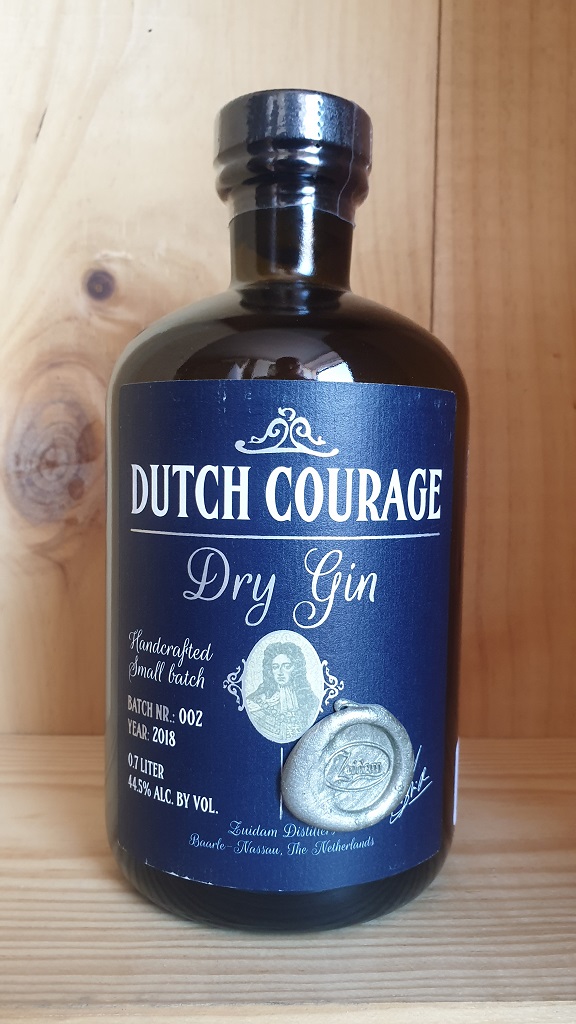 DUTCH COURAGE
Dry Gin
Handcrafted
Small batch
BATCH NR.: 002
YEAR: 2018
0.7 LITER
44.5% ALC. BY VOL.
Zuidam
Zuidam Distillers
Baarle-Nassau, The Netherlands